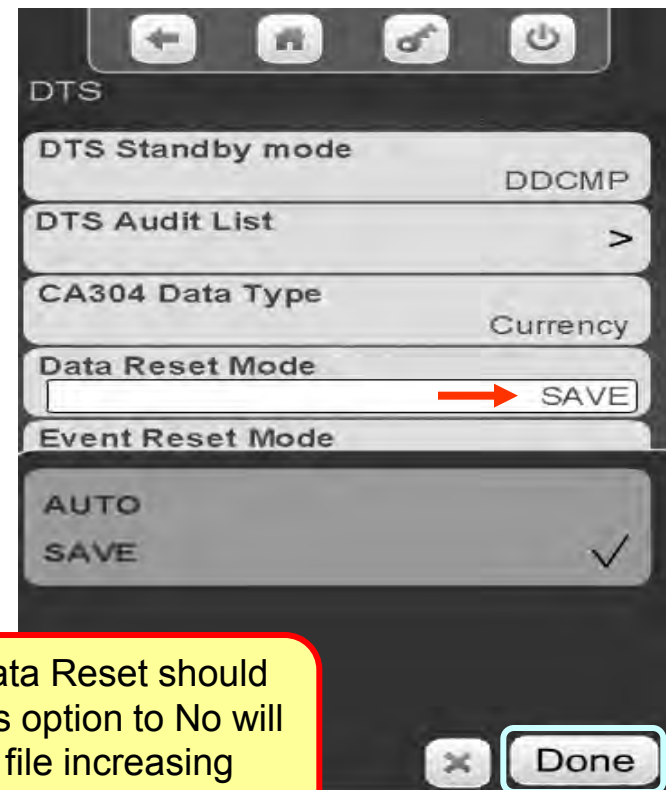 DTS
DTS Standby mode
DDCMP
DTS Audit List
>
CA304 Data Type
Currency
Data Reset Mode
SAVE
Event Reset Mode
AUTO
SAVE
Data Reset should
option to No will
file increasing
Done